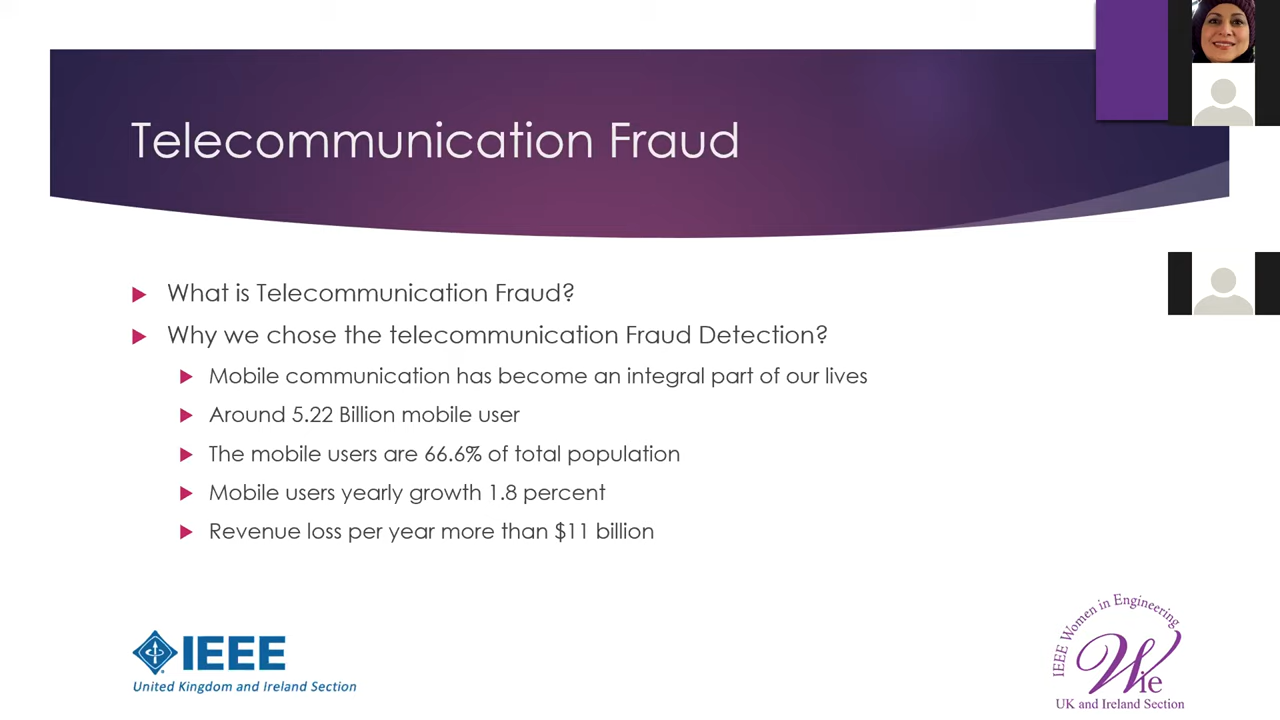 Telecommunication Fraud
What is Telecommunication Fraud?
Why we chose the telecommunication Fraud Detection?
Mobile communication has become an integral part of our lives
Around 5.22 Billion mobile user
The mobile users are 66.6% of total population
Mobile users yearly growth 1.8 percent
Revenue loss per year more than $11 billion
IEEE
United Kingdom and Ireland Section
IEEE Women in Engineering
Wie
UK and Ireland Section